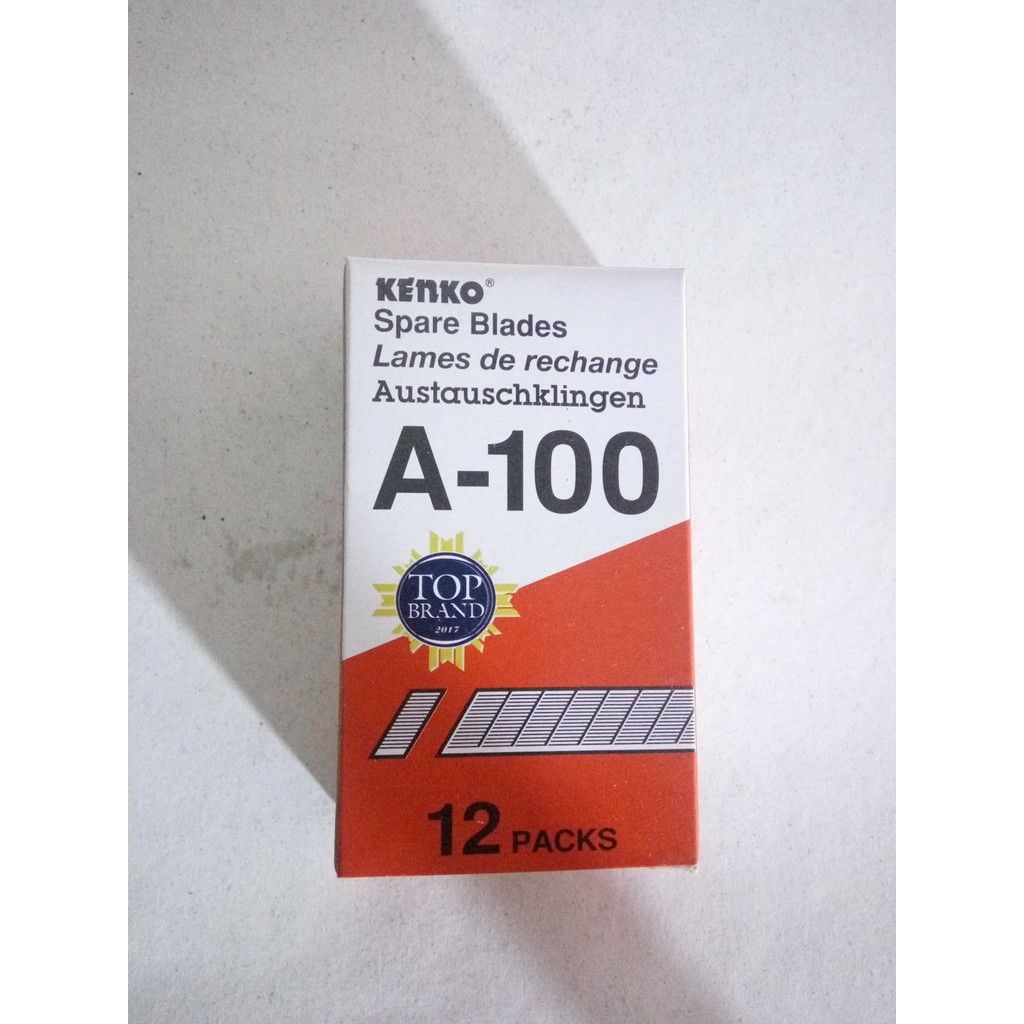 KENKO®
Spare Blades
Lames de rechange
Austauschklingen
A-100
TOP
BRAND
2017
12 PACKS